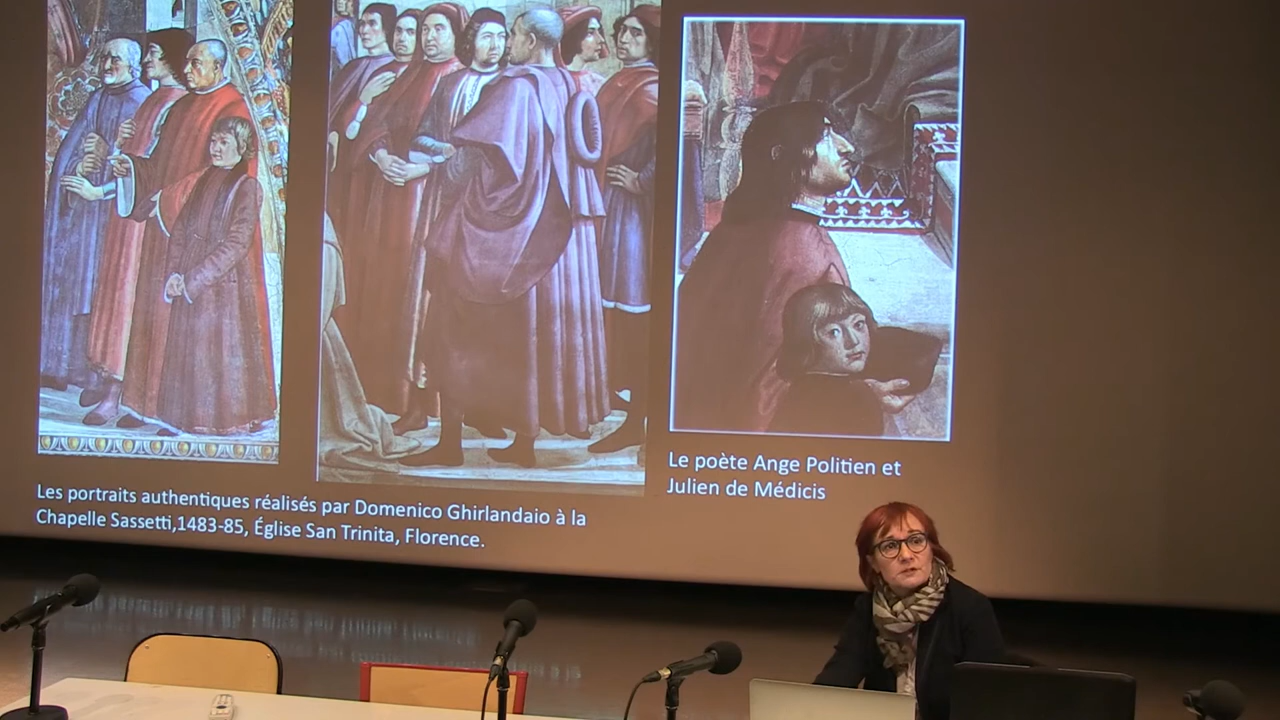 Les portraits authentiques réalisés par Domenico Ghirlandaio à la
Chapelle Sassetti,1483-85, Église San Trinita, Florence.
Le poète Ange Politien et
Julien de Médicis